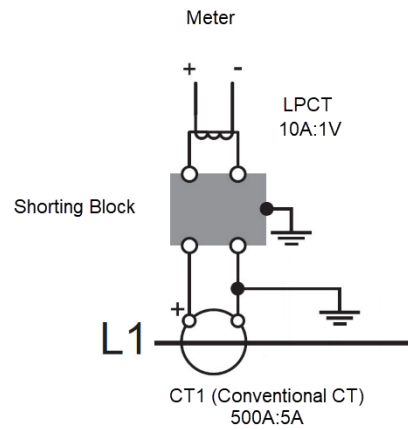 Meter
+ -
LPCT
10A:1V
Shorting Block
+
L1
CT1 (Conventional CT)
500A:5A